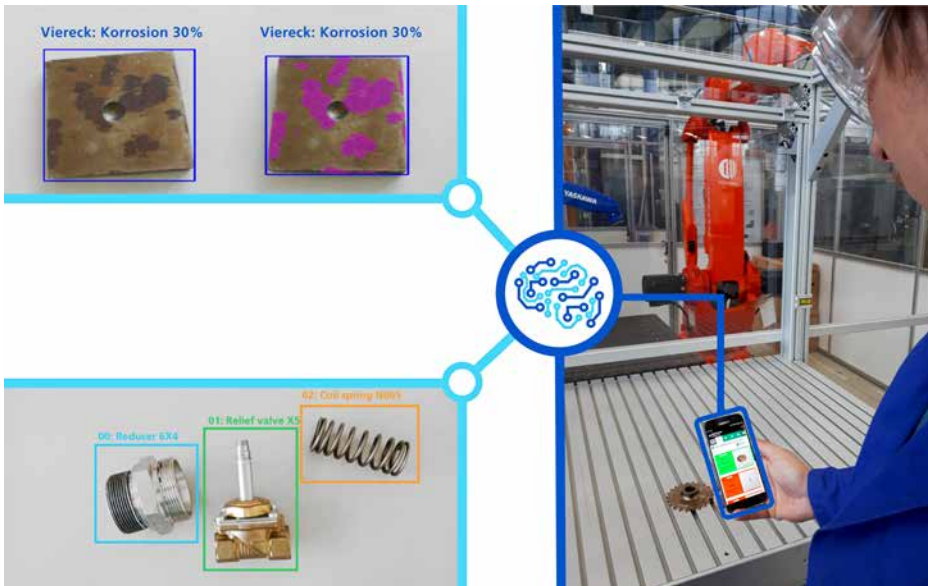 Viereck: Korrosion 30%
Viereck: Korrosion 30%
YASKAWA
02: Coil spring N065
01: Relief valve X5
00: Reducer 6X4